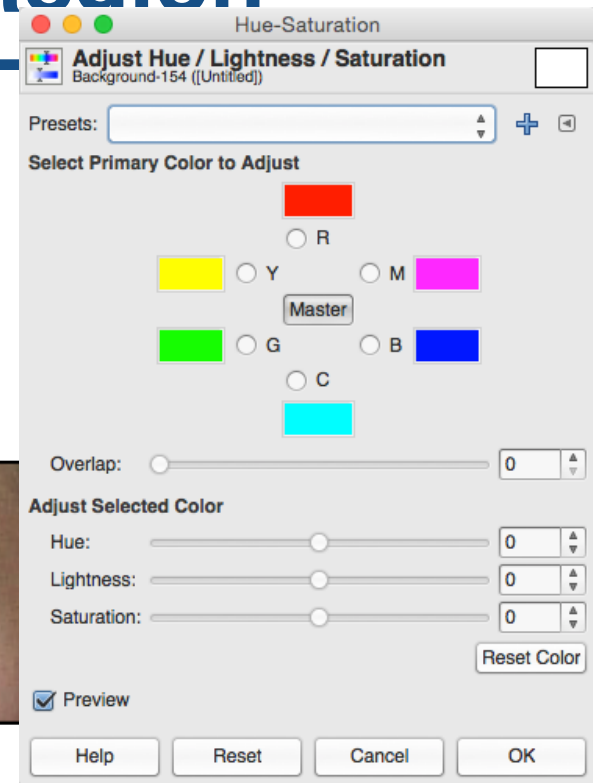 Hue-Saturation
Adjust Hue / Lightness / Saturation
Background-154 ([Untitled])
Presets:
Select Primary Color to Adjust
R
Y M
Master
G B
C
Overlap: 0
Adjust Selected Color
Hue: 0
Lightness: 0
Saturation: 0
Reset Color
Preview
Help Reset Cancel OK